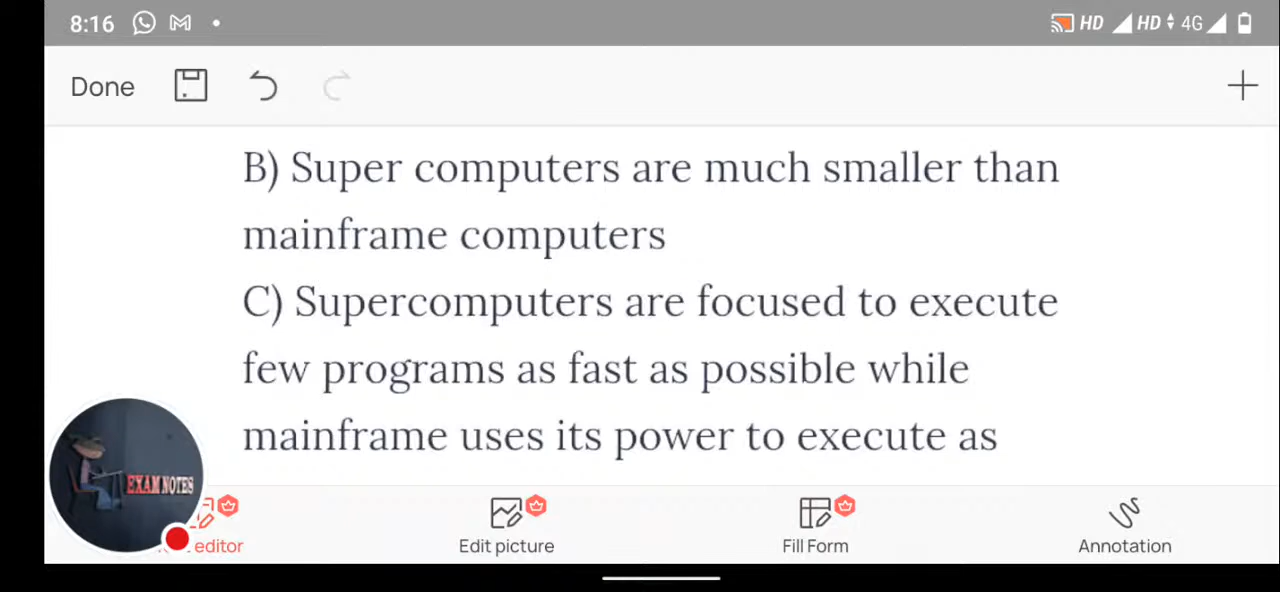 8:16 HD HD 4G
Done
B) Super computers are much smaller than
mainframe computers
C) Supercomputers are focused to execute
few programs as fast as possible while
mainframe uses its power to execute as
EXAM NOTES
editor Edit picture Fill Form Annotation